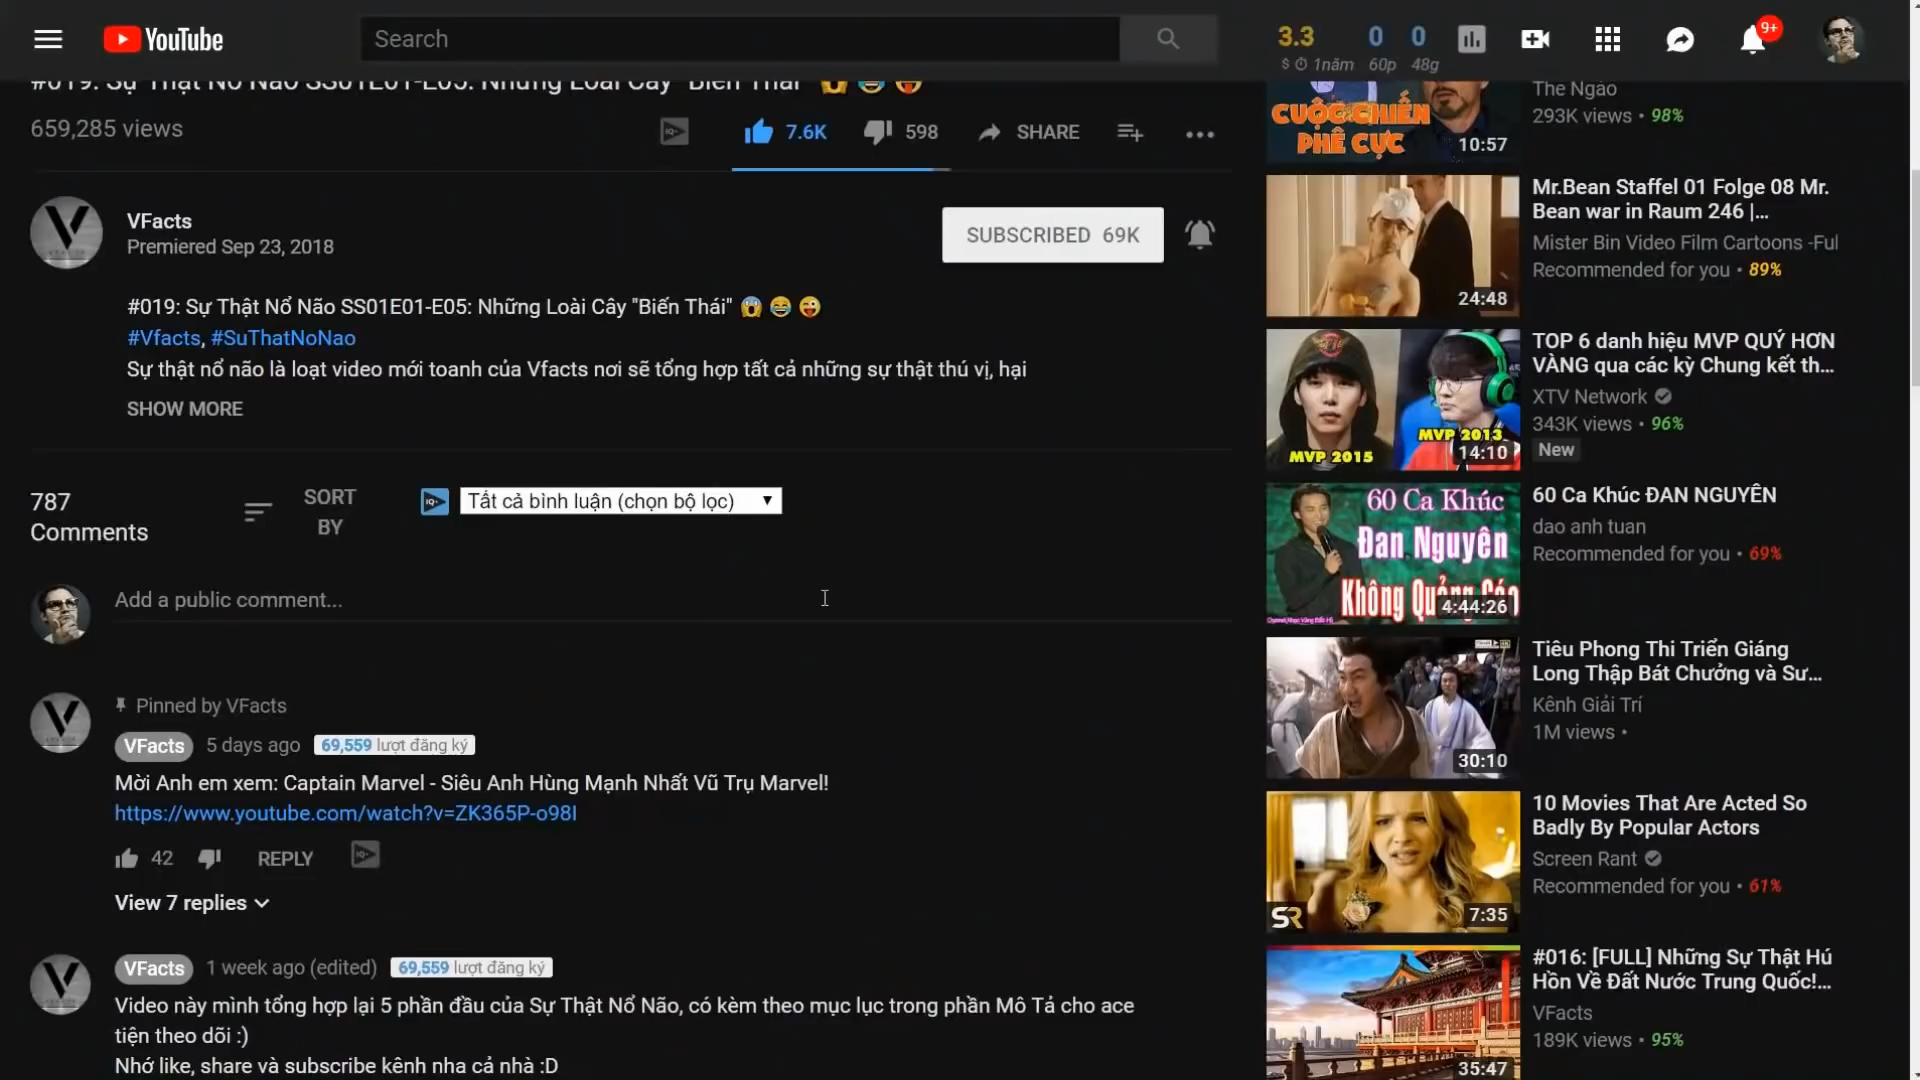 YouTube
Search
3.3
$ 1năm
0
60p
0
48g
9+
#019: Sự Thật Nổ Não SS01E01-E05: Những Loài Cây "Biến Thái" 😱 😂 😜
659,285 views
7.6K
598
SHARE
VFacts
Premiered Sep 23, 2018
SUBSCRIBED 69K
#019: Sự Thật Nổ Não SS01E01-E05: Những Loài Cây "Biến Thái" 😱 😂 😜
#Vfacts, #SuThatNoNao
Sự thật nổ não là loạt video mới toanh của Vfacts nơi sẽ tổng hợp tất cả những sự thật thú vị, hại
SHOW MORE
787
Comments
SORT
BY
Tất cả bình luận (chọn bộ lọc)
Add a public comment...
Pinned by VFacts
VFacts 5 days ago 69,559 lượt đăng ký
Mời Anh em xem: Captain Marvel - Siêu Anh Hùng Mạnh Nhất Vũ Trụ Marvel!
https://www.youtube.com/watch?v=ZK365P-o98I
42
REPLY
View 7 replies
VFacts 1 week ago (edited) 69,559 lượt đăng ký
Video này mình tổng hợp lại 5 phần đầu của Sự Thật Nổ Não, có kèm theo mục lục trong phần Mô Tả cho ace
tiện theo dõi :)
Nhớ like, share và subscribe kênh nha cả nhà :D
CUỘC CHIẾN
PHÊ CỰC
10:57
The Ngáo
293K views • 98%
24:48
Mr.Bean Staffel 01 Folge 08 Mr.
Bean war in Raum 246 |...
Mister Bin Video Film Cartoons -Ful
Recommended for you • 89%
MVP 2015
MVP 2013
14:10
TOP 6 danh hiệu MVP QUÝ HƠN
VÀNG qua các kỳ Chung kết th...
XTV Network
343K views • 96%
New
60 Ca Khúc
Đan Nguyên
Không Quảng Cáo
4:44:26
60 Ca Khúc ĐAN NGUYÊN
dao anh tuan
Recommended for you • 69%
30:10
Tiêu Phong Thi Triển Giáng
Long Thập Bát Chưởng và Sư...
Kênh Giải Trí
1M views •
SR
7:35
10 Movies That Are Acted So
Badly By Popular Actors
Screen Rant
Recommended for you • 61%
35:47
#016: [FULL] Những Sự Thật Hú
Hồn Về Đất Nước Trung Quốc!...
VFacts
189K views • 95%